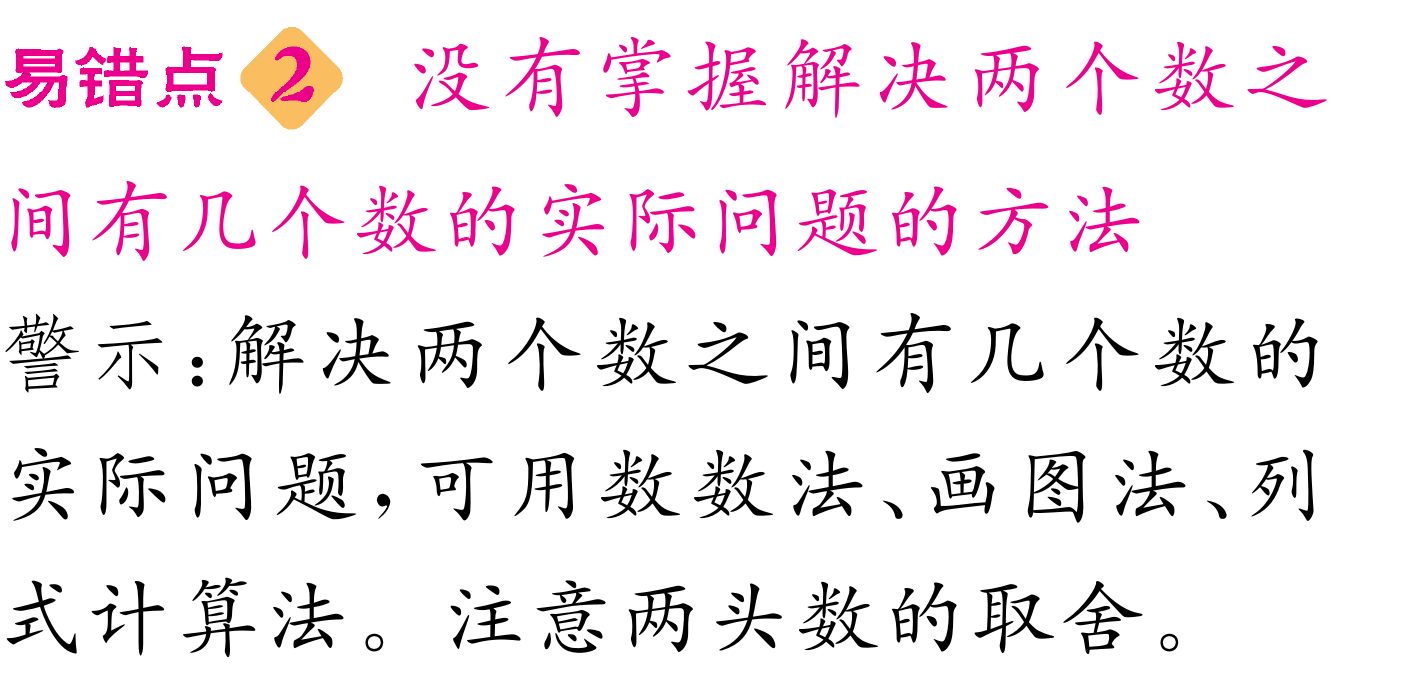 易错点2 没有掌握解决两个数之
间有几个数的实际问题的方法
警示:解决两个数之间有几个数的
实际问题,可用数数法、画图法、列
式计算法。注意两头数的取舍。